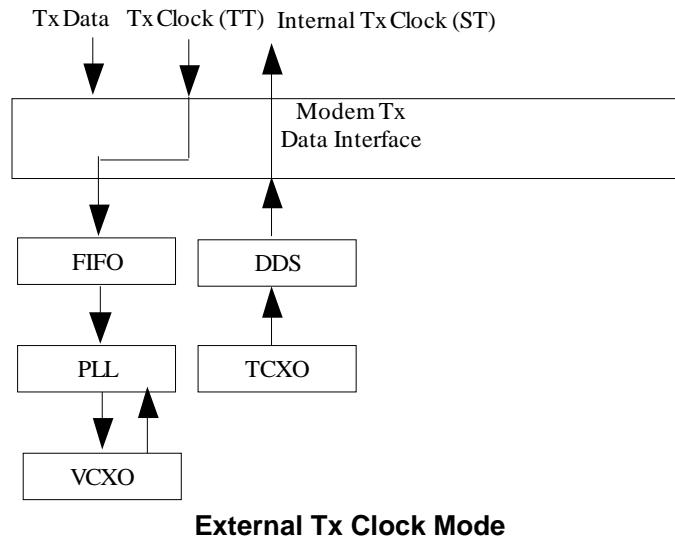 Tx Data Tx Clock (TT) Internal Tx Clock (ST)
Modem Tx
Data Interface
FIFO DDS
PLL TCXO
VCXO
External Tx Clock Mode